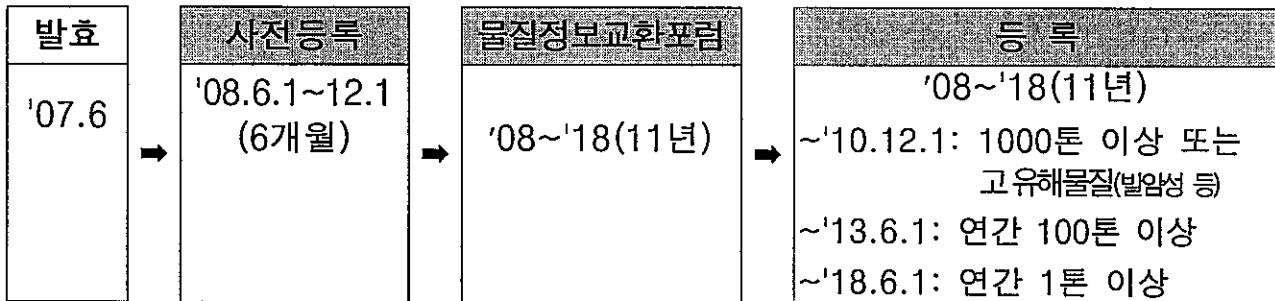 발효
'07.6
➡
사전등록
'08.6.1~12.1
(6개월)
➡
물질정보교환포럼
'08~'18(11년)
➡
등 록
'08~'18(11년)
~'10.12.1: 1000톤 이상 또는
고 유해물질(발암성 등)
~'13.6.1: 연간 100톤 이상
~'18.6.1: 연간 1톤 이상